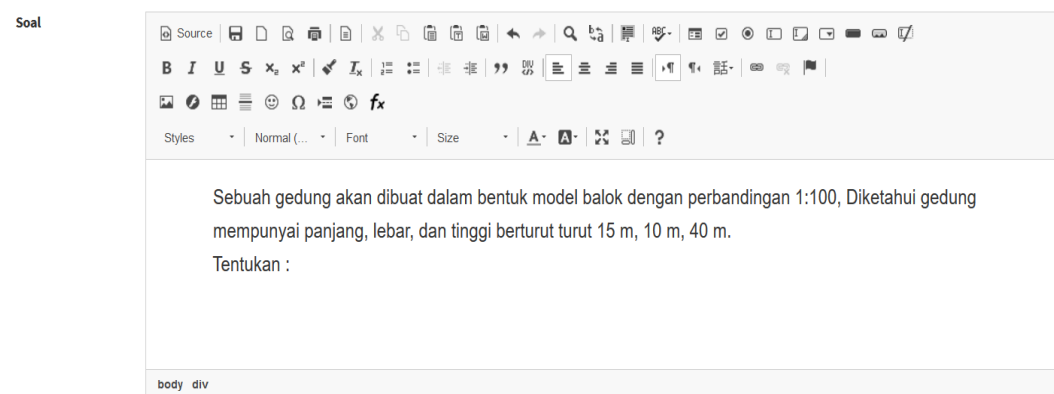 Soal
Source
Styles Normal (... Font Size
Sebuah gedung akan dibuat dalam bentuk model balok dengan perbandingan 1:100, Diketahui gedung
mempunyai panjang, lebar, dan tinggi berturut turut 15 m, 10 m, 40 m.
Tentukan :
body div